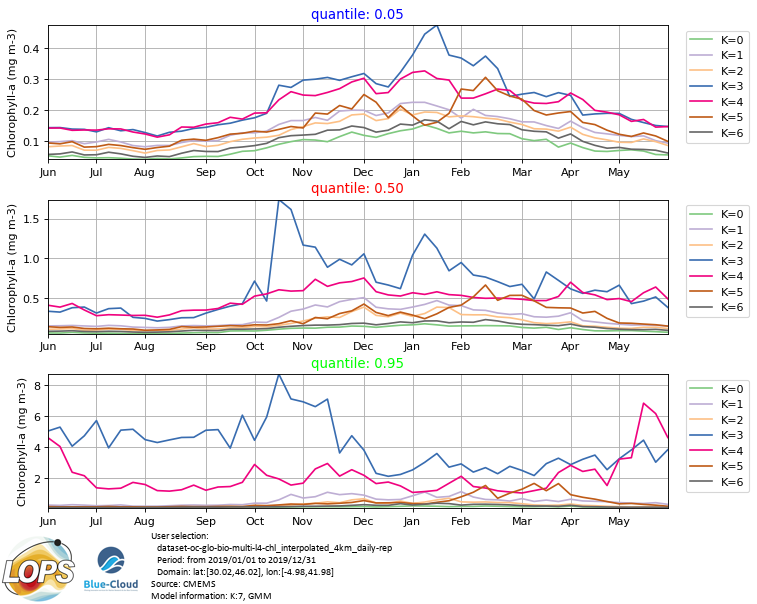 quantile: 0.05
Chlorophyll-a (mg m-3)
0.4
0.3
0.2
0.1
Jun Jul Aug Sep Oct Nov Dec Jan Feb Mar Apr May
K=0
K=1
K=2
K=3
K=4
K=5
K=6
quantile: 0.50
Chlorophyll-a (mg m-3)
1.5
1.0
0.5
Jun Jul Aug Sep Oct Nov Dec Jan Feb Mar Apr May
K=0
K=1
K=2
K=3
K=4
K=5
K=6
quantile: 0.95
Chlorophyll-a (mg m-3)
8
6
4
2
Jun Jul Aug Sep Oct Nov Dec Jan Feb Mar Apr May
K=0
K=1
K=2
K=3
K=4
K=5
K=6
LOPS
Blue-Cloud
User selection:
dataset-oc-glo-bio-multi-l4-chl_interpolated_4km_daily-rep
Period: from 2019/01/01 to 2019/12/31
Domain: lat:[30.02,46.02], lon:[-4.98,41.98]
Source: CMEMS
Model information: K:7, GMM